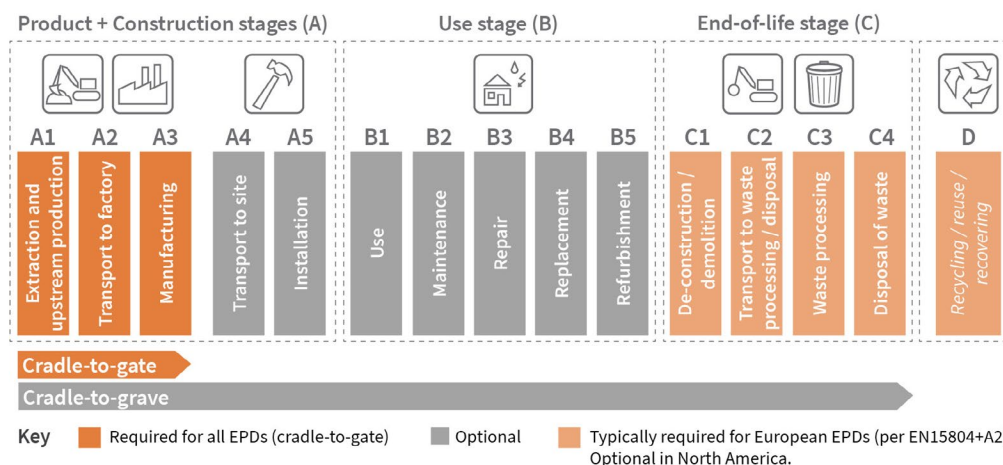 Product + Construction stages (A)
Use stage (B)
End-of-life stage (C)
A1
A2
A3
A4
A5
B1
B2
B3
B4
B5
C1
C2
C3
C4
D
Extraction and
upstream production
Transport to factory
Manufacturing
Transport to site
Installation
Use
Maintenance
Repair
Replacement
Refurbishment
De-construction /
demolition
Transport to waste
processing / disposal
Waste processing
Disposal of waste
Recycling / reuse /
recovering
Cradle-to-gate
Cradle-to-grave
Key
Required for all EPDs (cradle-to-gate)
Optional
Typically required for European EPDs (per EN15804+A2
Optional in North America.